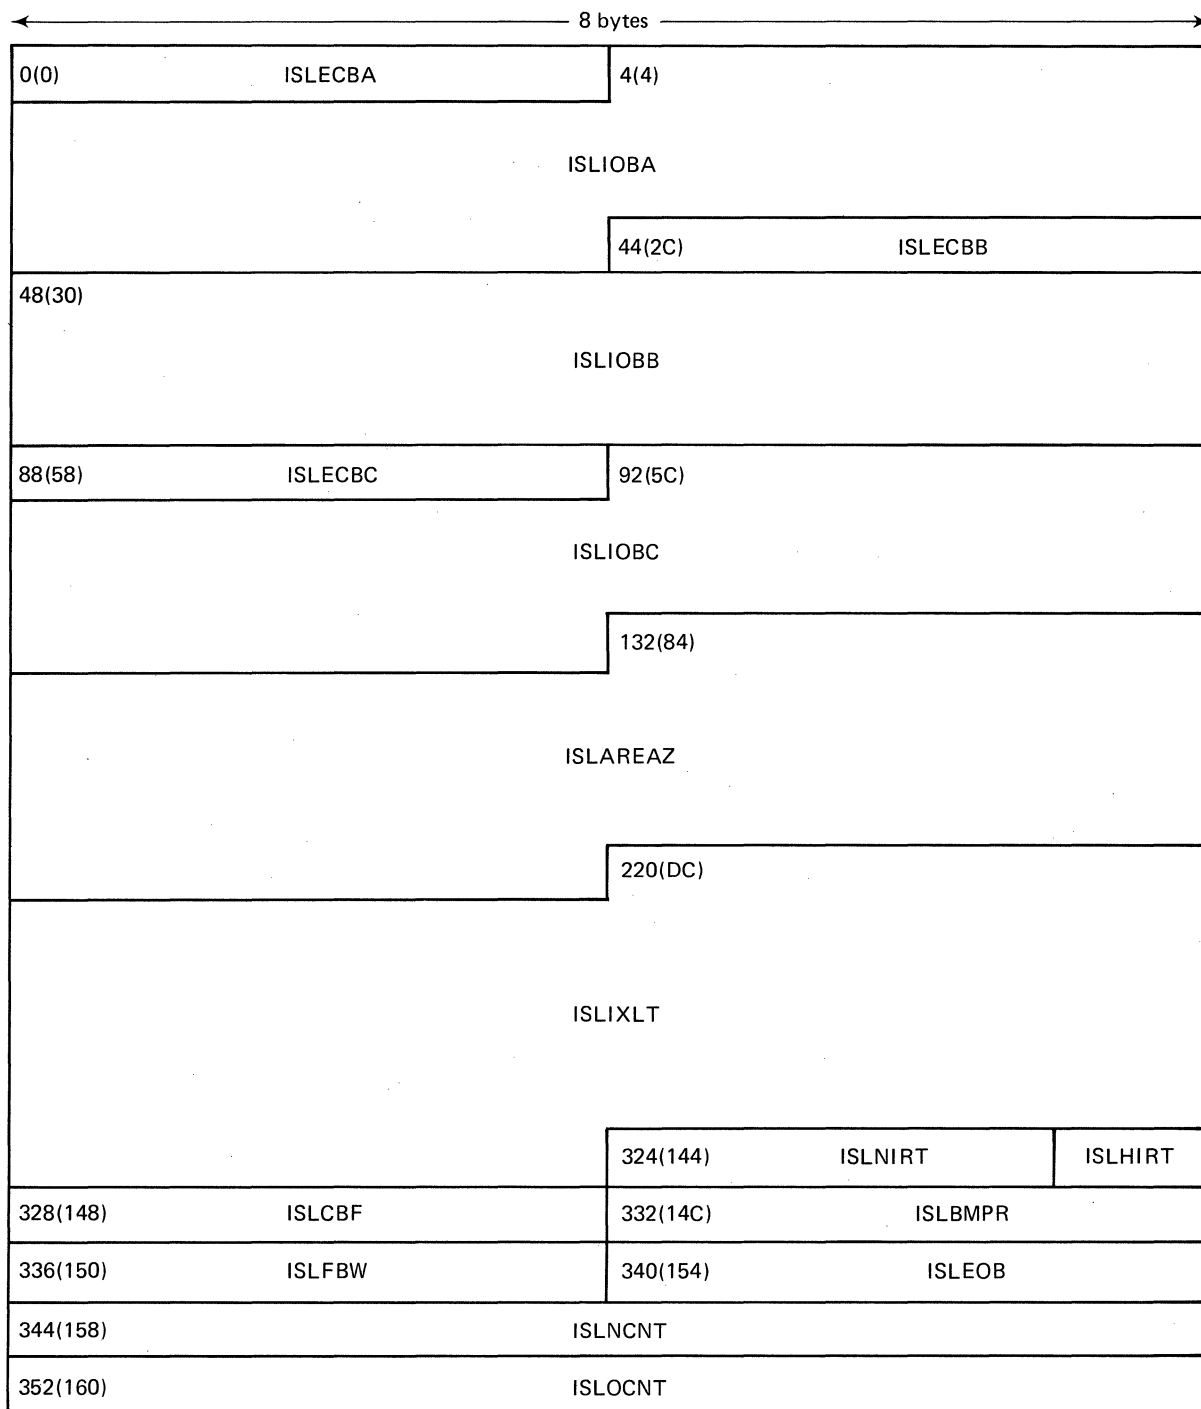 8 bytes
0(0) ISLECBA 4(4)
ISLIOBA
44(2C) ISLECBB
48(30)
ISLIOBB
88(58) ISLECBC 92(5C)
ISLIOBC
132(84)
ISLAREAZ
220(DC)
ISLIXLT
324(144) ISLNIRT ISLHIRT
328(148) ISLCBF 332(14C) ISLBMPR
336(150) ISLFBW 340(154) ISLEOB
344(158) ISLNCNT
352(160) ISLOCNT